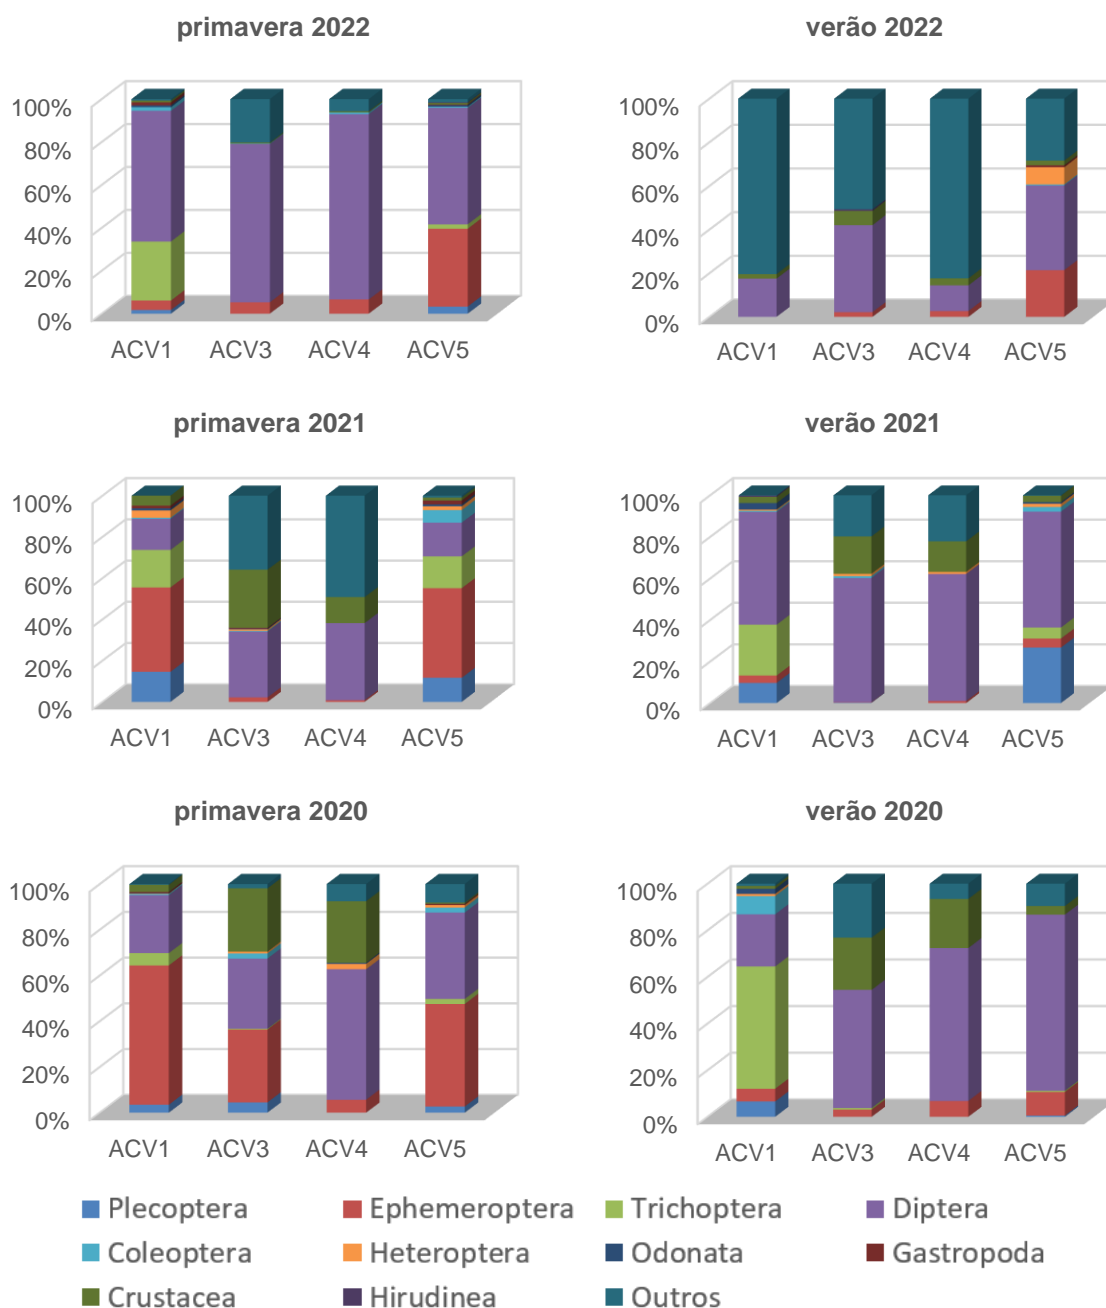 primavera 2022
100%
80%
60%
40%
20%
0%
ACV1 ACV3 ACV4 ACV5
verão 2022
100%
80%
60%
40%
20%
0%
ACV1 ACV3 ACV4 ACV5
primavera 2021
100%
80%
60%
40%
20%
0%
ACV1 ACV3 ACV4 ACV5
verão 2021
100%
80%
60%
40%
20%
0%
ACV1 ACV3 ACV4 ACV5
primavera 2020
100%
80%
60%
40%
20%
0%
ACV1 ACV3 ACV4 ACV5
verão 2020
100%
80%
60%
40%
20%
0%
ACV1 ACV3 ACV4 ACV5
Plecoptera Ephemeroptera Trichoptera Diptera
Coleoptera Heteroptera Odonata Gastropoda
Crustacea Hirudinea Outros